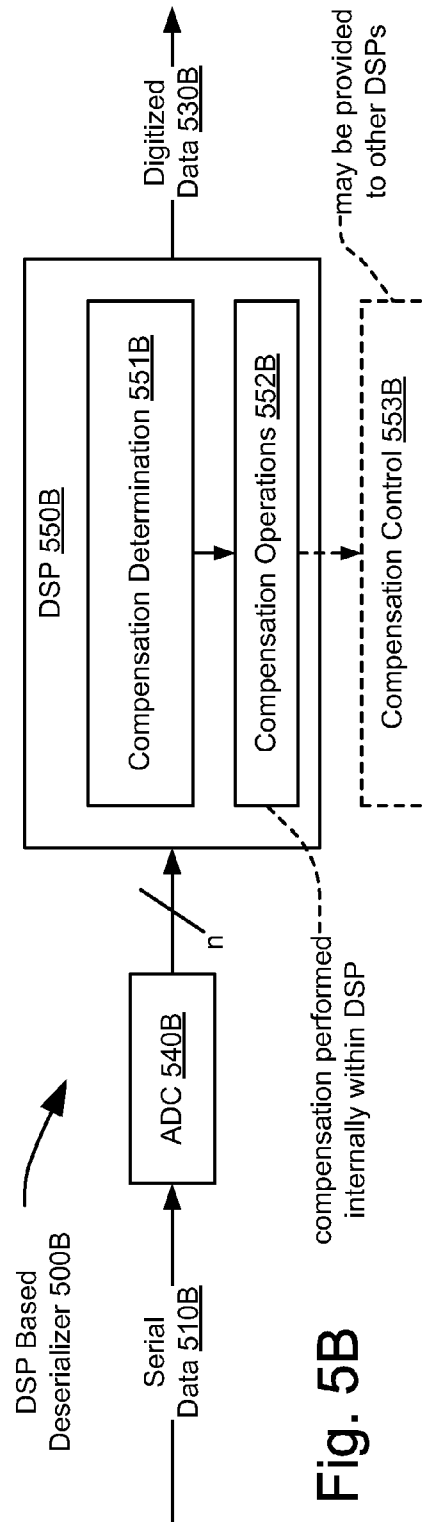 DSP Based
Deserializer 500B
Serial
Data 510B
ADC 540B
n
DSP 550B
Compensation Determination 551B
Compensation Operations 552B
Digitized
Data 530B
compensation performed
internally within DSP
Compensation Control 553B
may be provided
to other DSPs
Fig. 5B